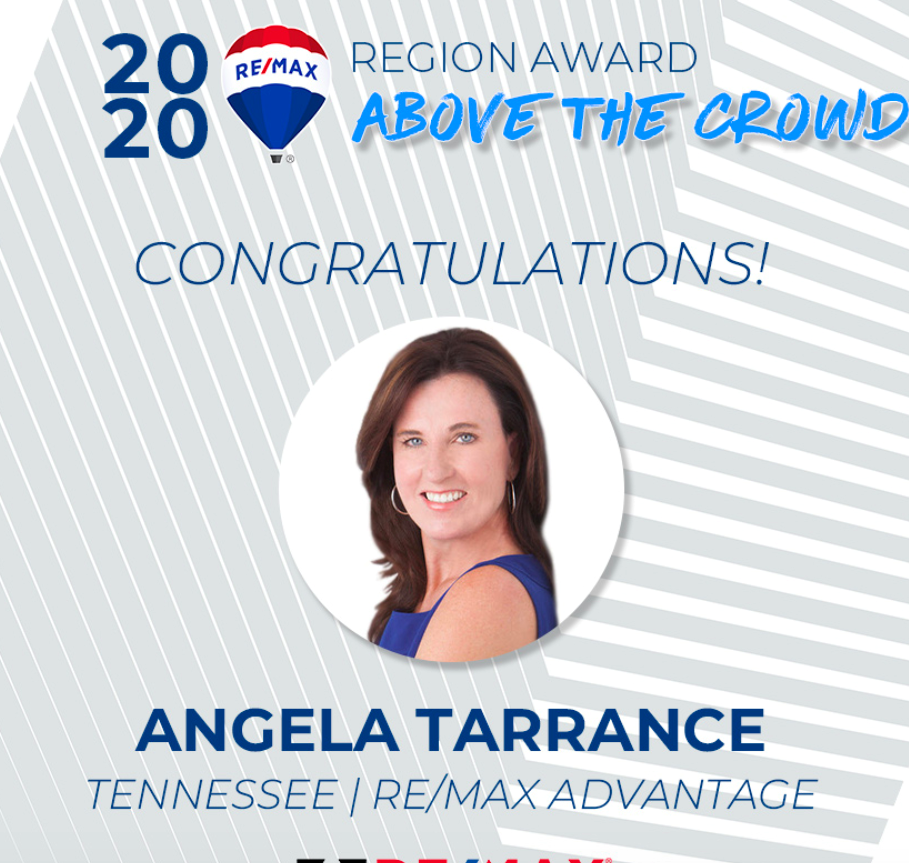 20
20
RE/MAX
®
REGION AWARD
ABOVE THE CROWD
CONGRATULATIONS!
ANGELA TARRANCE
TENNESSEE | RE/MAX ADVANTAGE